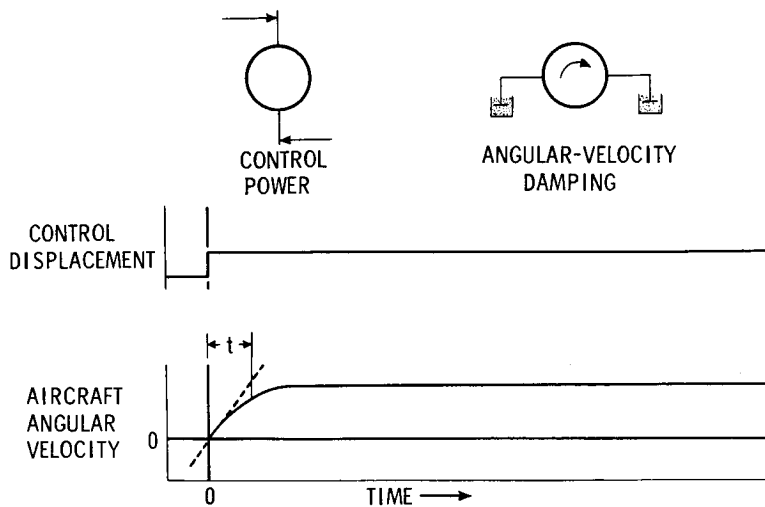 CONTROL
POWER
ANGULAR-VELOCITY
DAMPING
CONTROL
DISPLACEMENT
t
AIRCRAFT
ANGULAR
VELOCITY
0
0
TIME